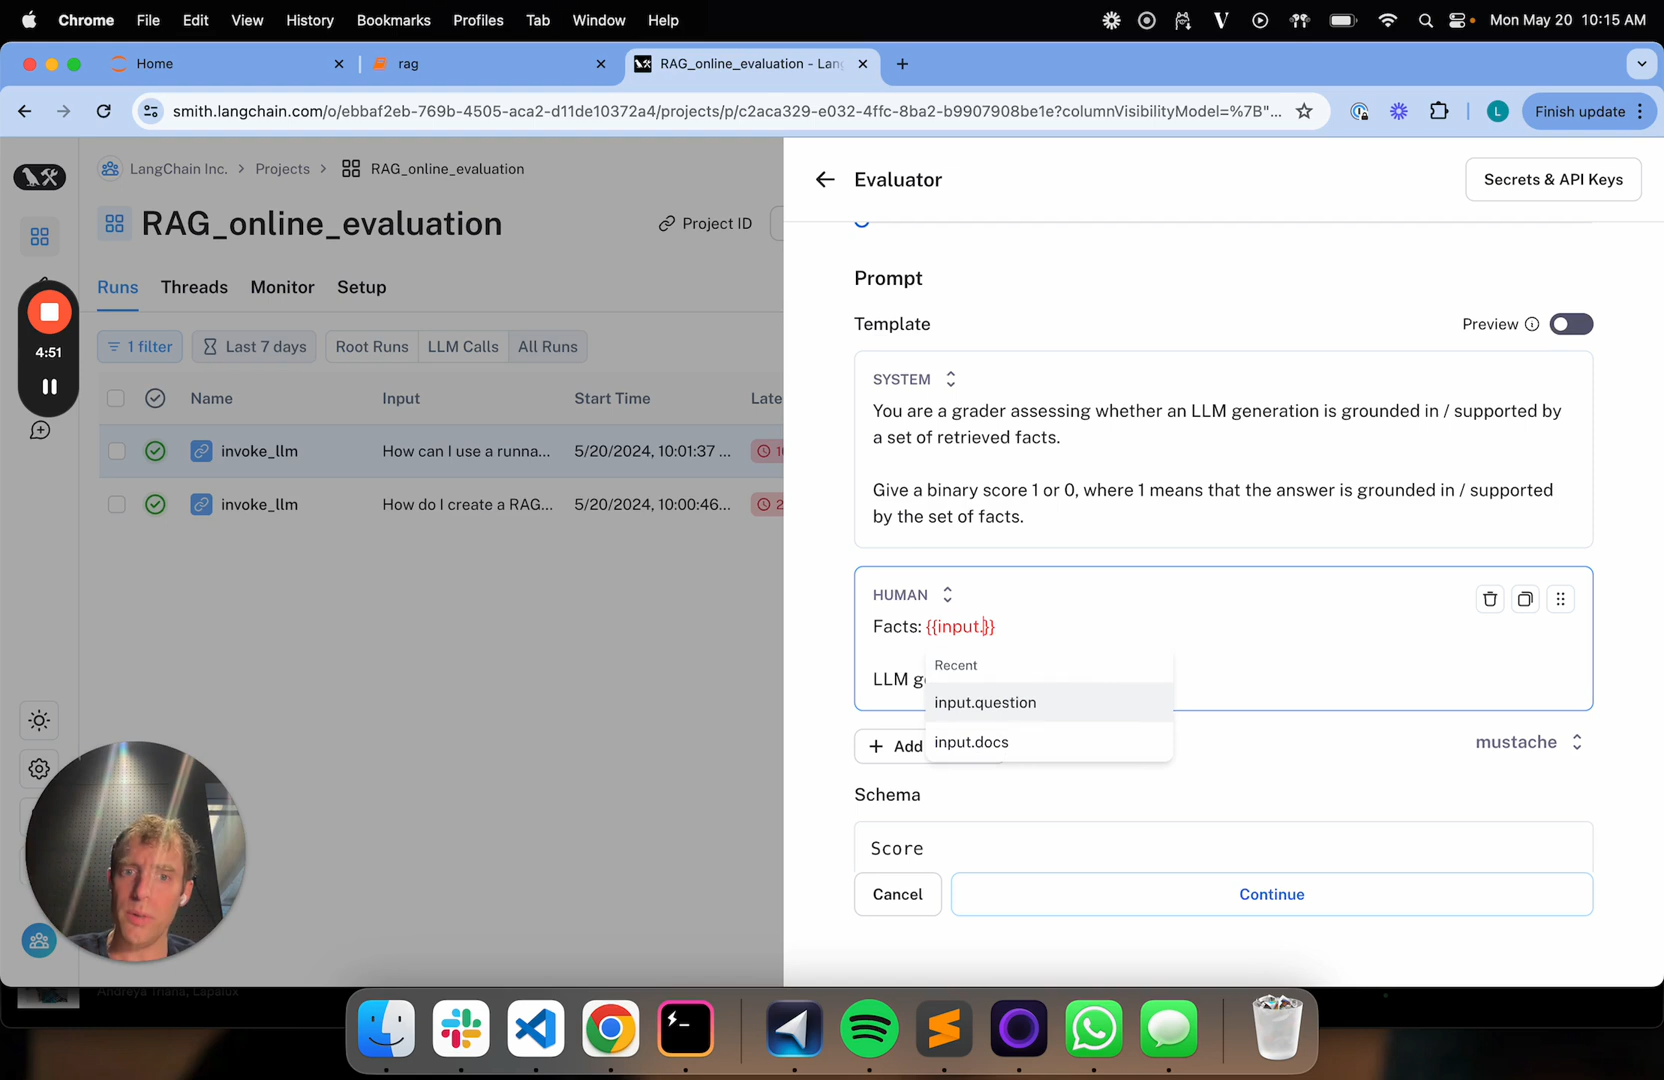 Chrome File Edit View History Bookmarks Profiles Tab Window Help
Mon May 20 10:15 AM
Home
rag
RAG_online_evaluation - Lan
smith.langchain.com/o/ebbaf2eb-769b-4505-aca2-d11de10372a4/projects/p/c2aca329-e032-4ffc-8ba2-b9907908be1e?columnVisibilityModel=%7B"...
L
Finish update
LangChain Inc. > Projects > RAG_online_evaluation
RAG_online_evaluation
Project ID
Runs Threads Monitor Setup
1 filter
Last 7 days
Root Runs LLM Calls All Runs
Name Input Start Time Late
invoke_llm How can I use a runna... 5/20/2024, 10:01:37 ...
invoke_llm How do I create a RAG... 5/20/2024, 10:00:46... 2
4:51
Evaluator
Secrets & API Keys
Prompt
Template
Preview
SYSTEM
You are a grader assessing whether an LLM generation is grounded in / supported by
a set of retrieved facts.
Give a binary score 1 or 0, where 1 means that the answer is grounded in / supported
by the set of facts.
HUMAN
Facts: {{input.}}
LLM g
Recent
input.question
input.docs
+ Add
mustache
Schema
Score
Cancel
Continue
Andreya Triana, Lapalux